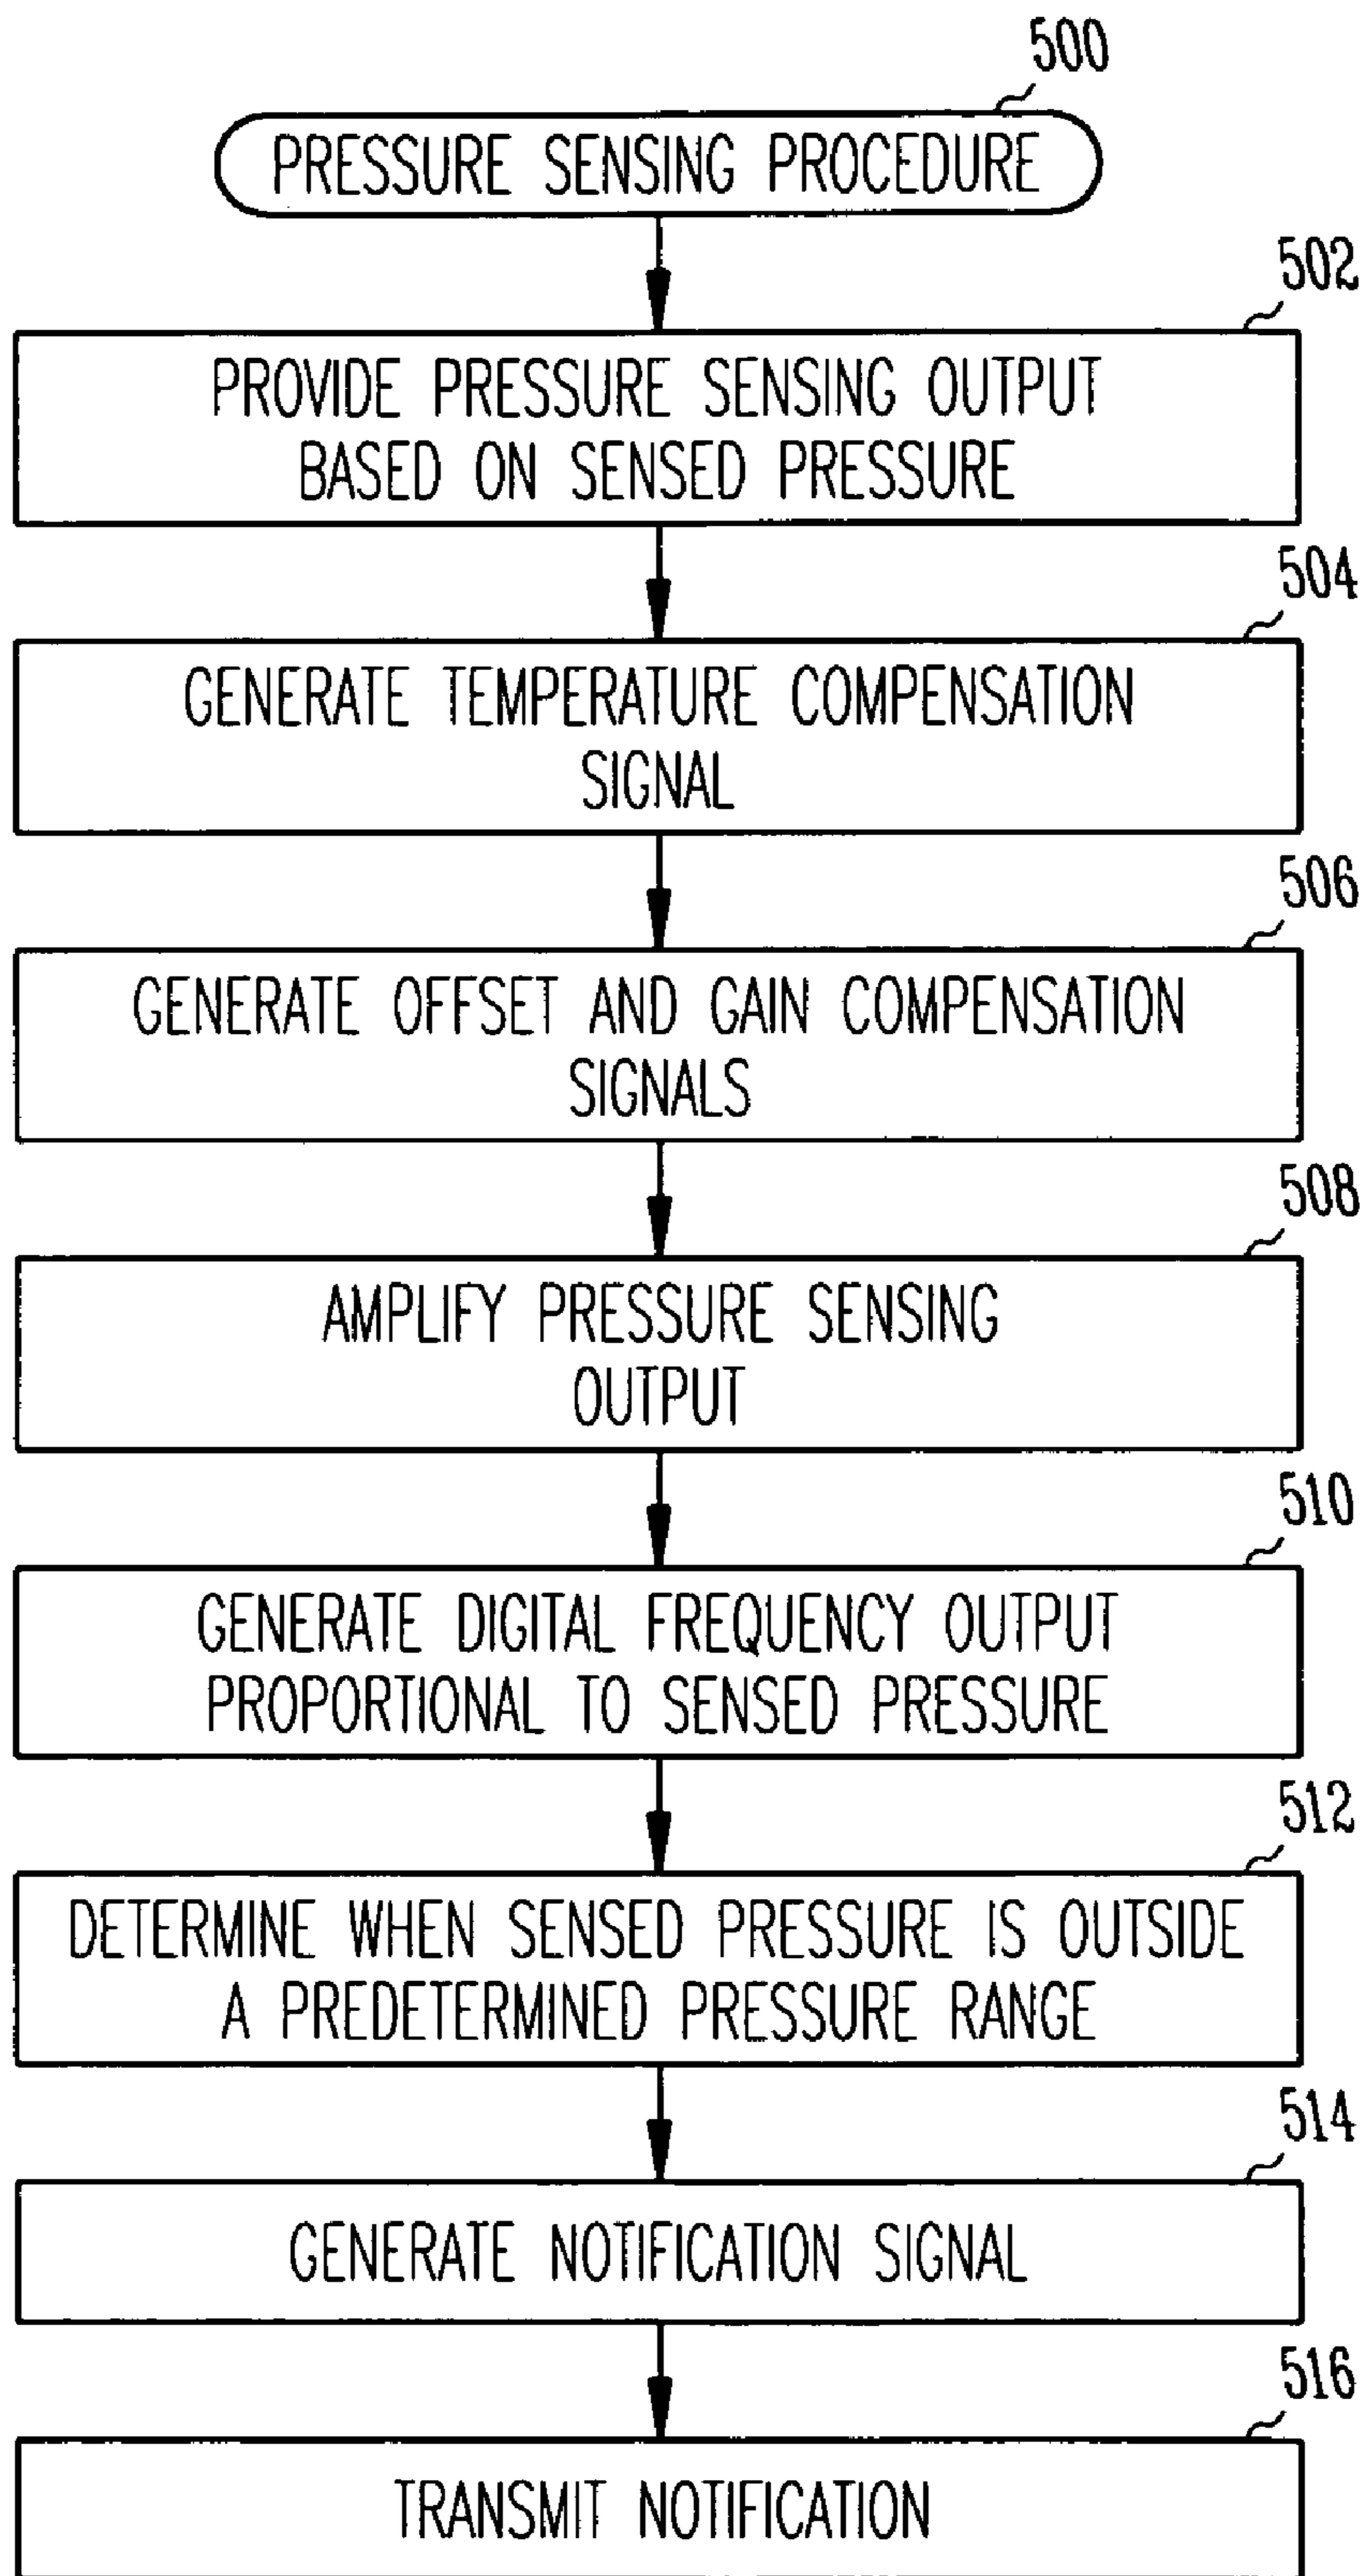 500
PRESSURE SENSING PROCEDURE
502
PROVIDE PRESSURE SENSING OUTPUT
BASED ON SENSED PRESSURE
504
GENERATE TEMPERATURE COMPENSATION
SIGNAL
506
GENERATE OFFSET AND GAIN COMPENSATION
SIGNALS
508
AMPLIFY PRESSURE SENSING
OUTPUT
510
GENERATE DIGITAL FREQUENCY OUTPUT
PROPORTIONAL TO SENSED PRESSURE
512
DETERMINE WHEN SENSED PRESSURE IS OUTSIDE
A PREDETERMINED PRESSURE RANGE
514
GENERATE NOTIFICATION SIGNAL
516
TRANSMIT NOTIFICATION